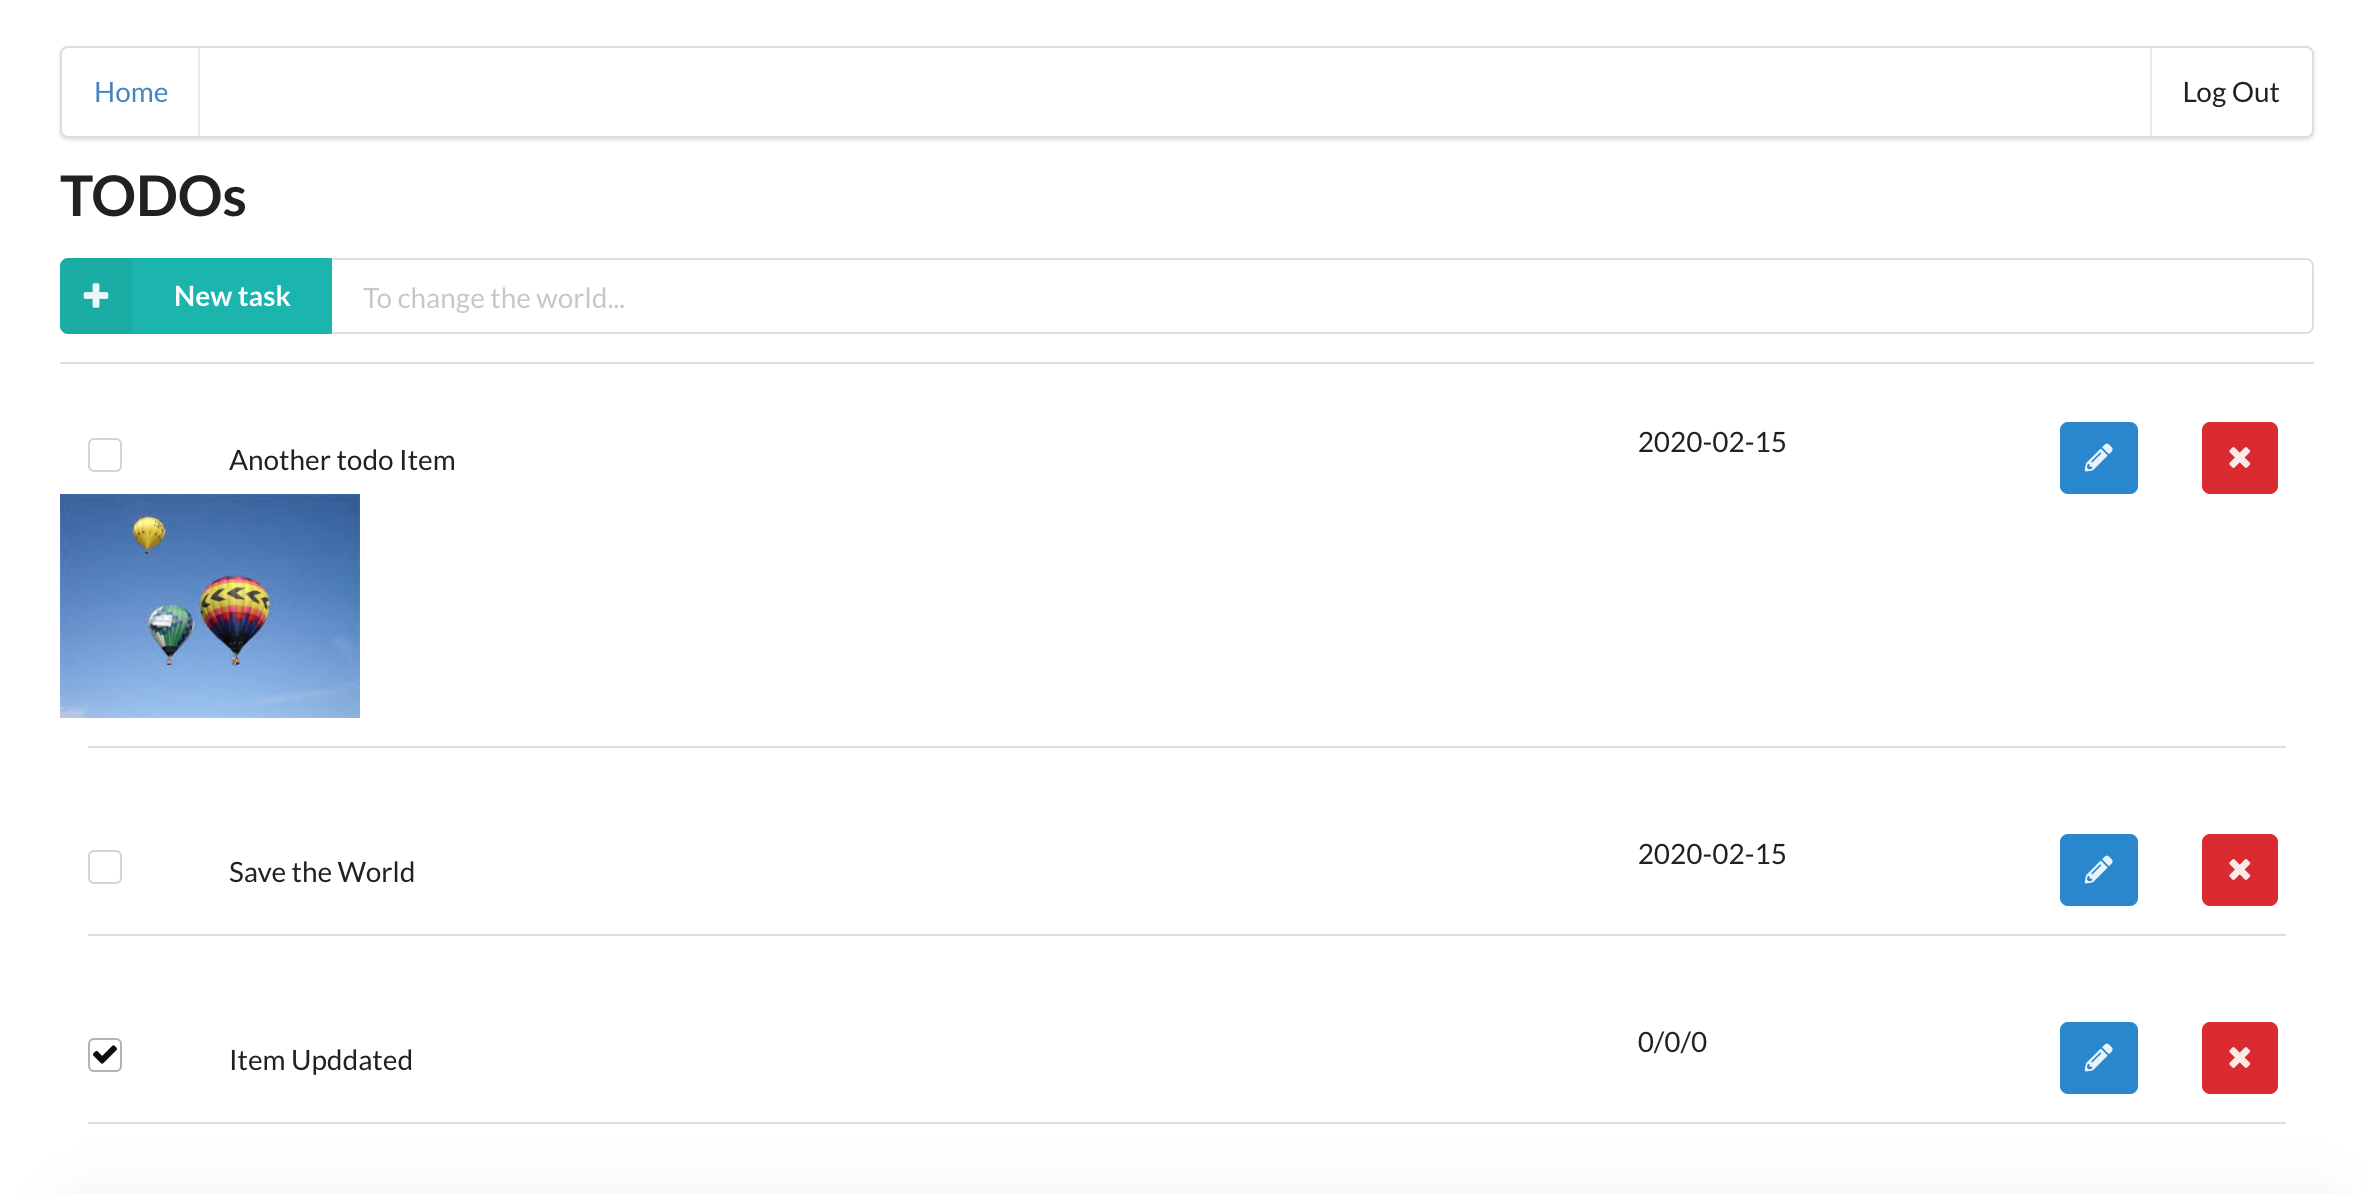 Home
Log Out
TODOs
New task
To change the world...
Another todo Item
2020-02-15
Save the World
2020-02-15
Item Upddated
0/0/0